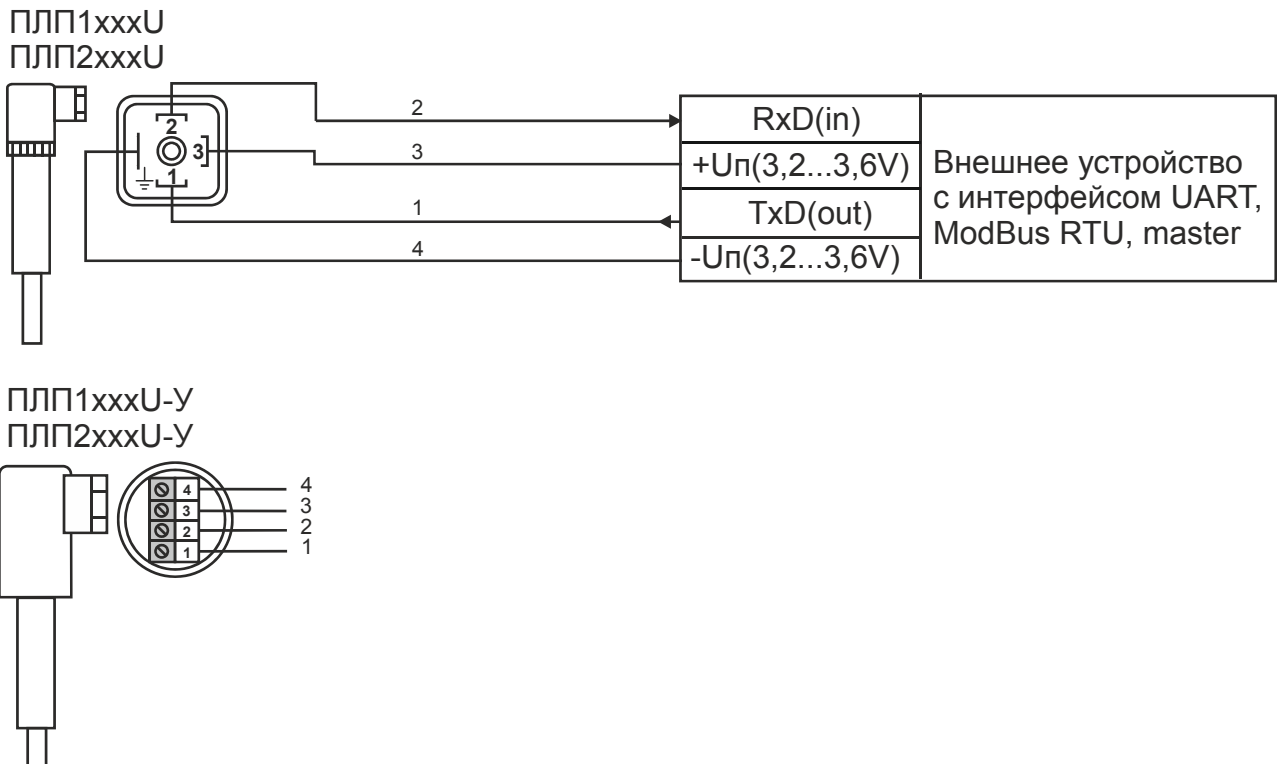 ПЛП1xxxU
ПЛП2xxxU
2
3
1
2
3
1
4
RxD(in)
+Uп(3,2...3,6V)
TxD(out)
-Uп(3,2...3,6V)
Внешнее устройство
с интерфейсом UART,
ModBus RTU, master
ПЛП1xxxU-У
ПЛП2xxxU-У
4 4
3 3
2 2
1 1